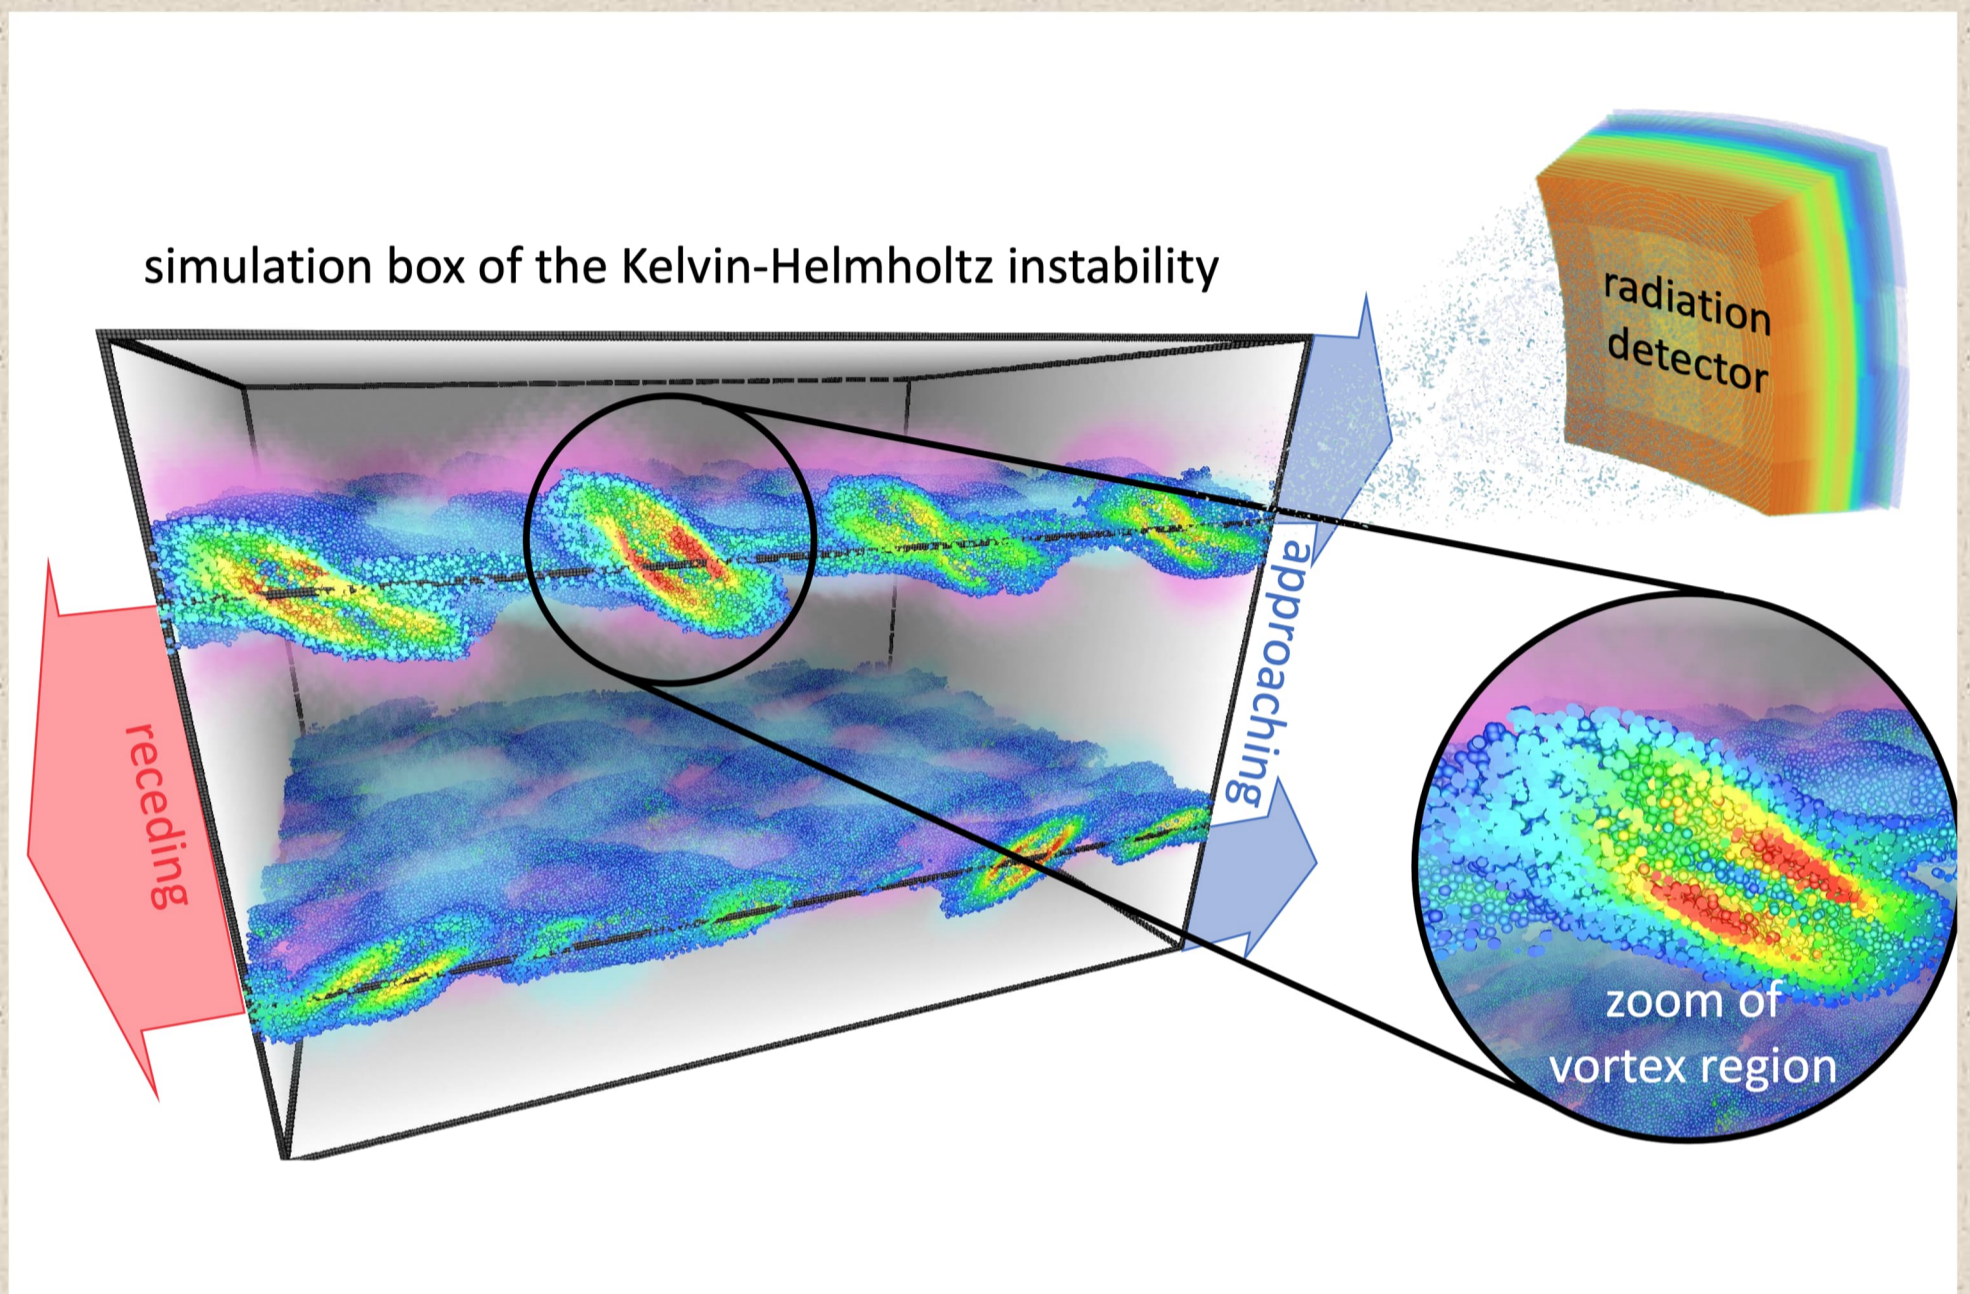 simulation box of the Kelvin-Helmholtz instability
radiation
detector
receding
approaching
zoom of
vortex region